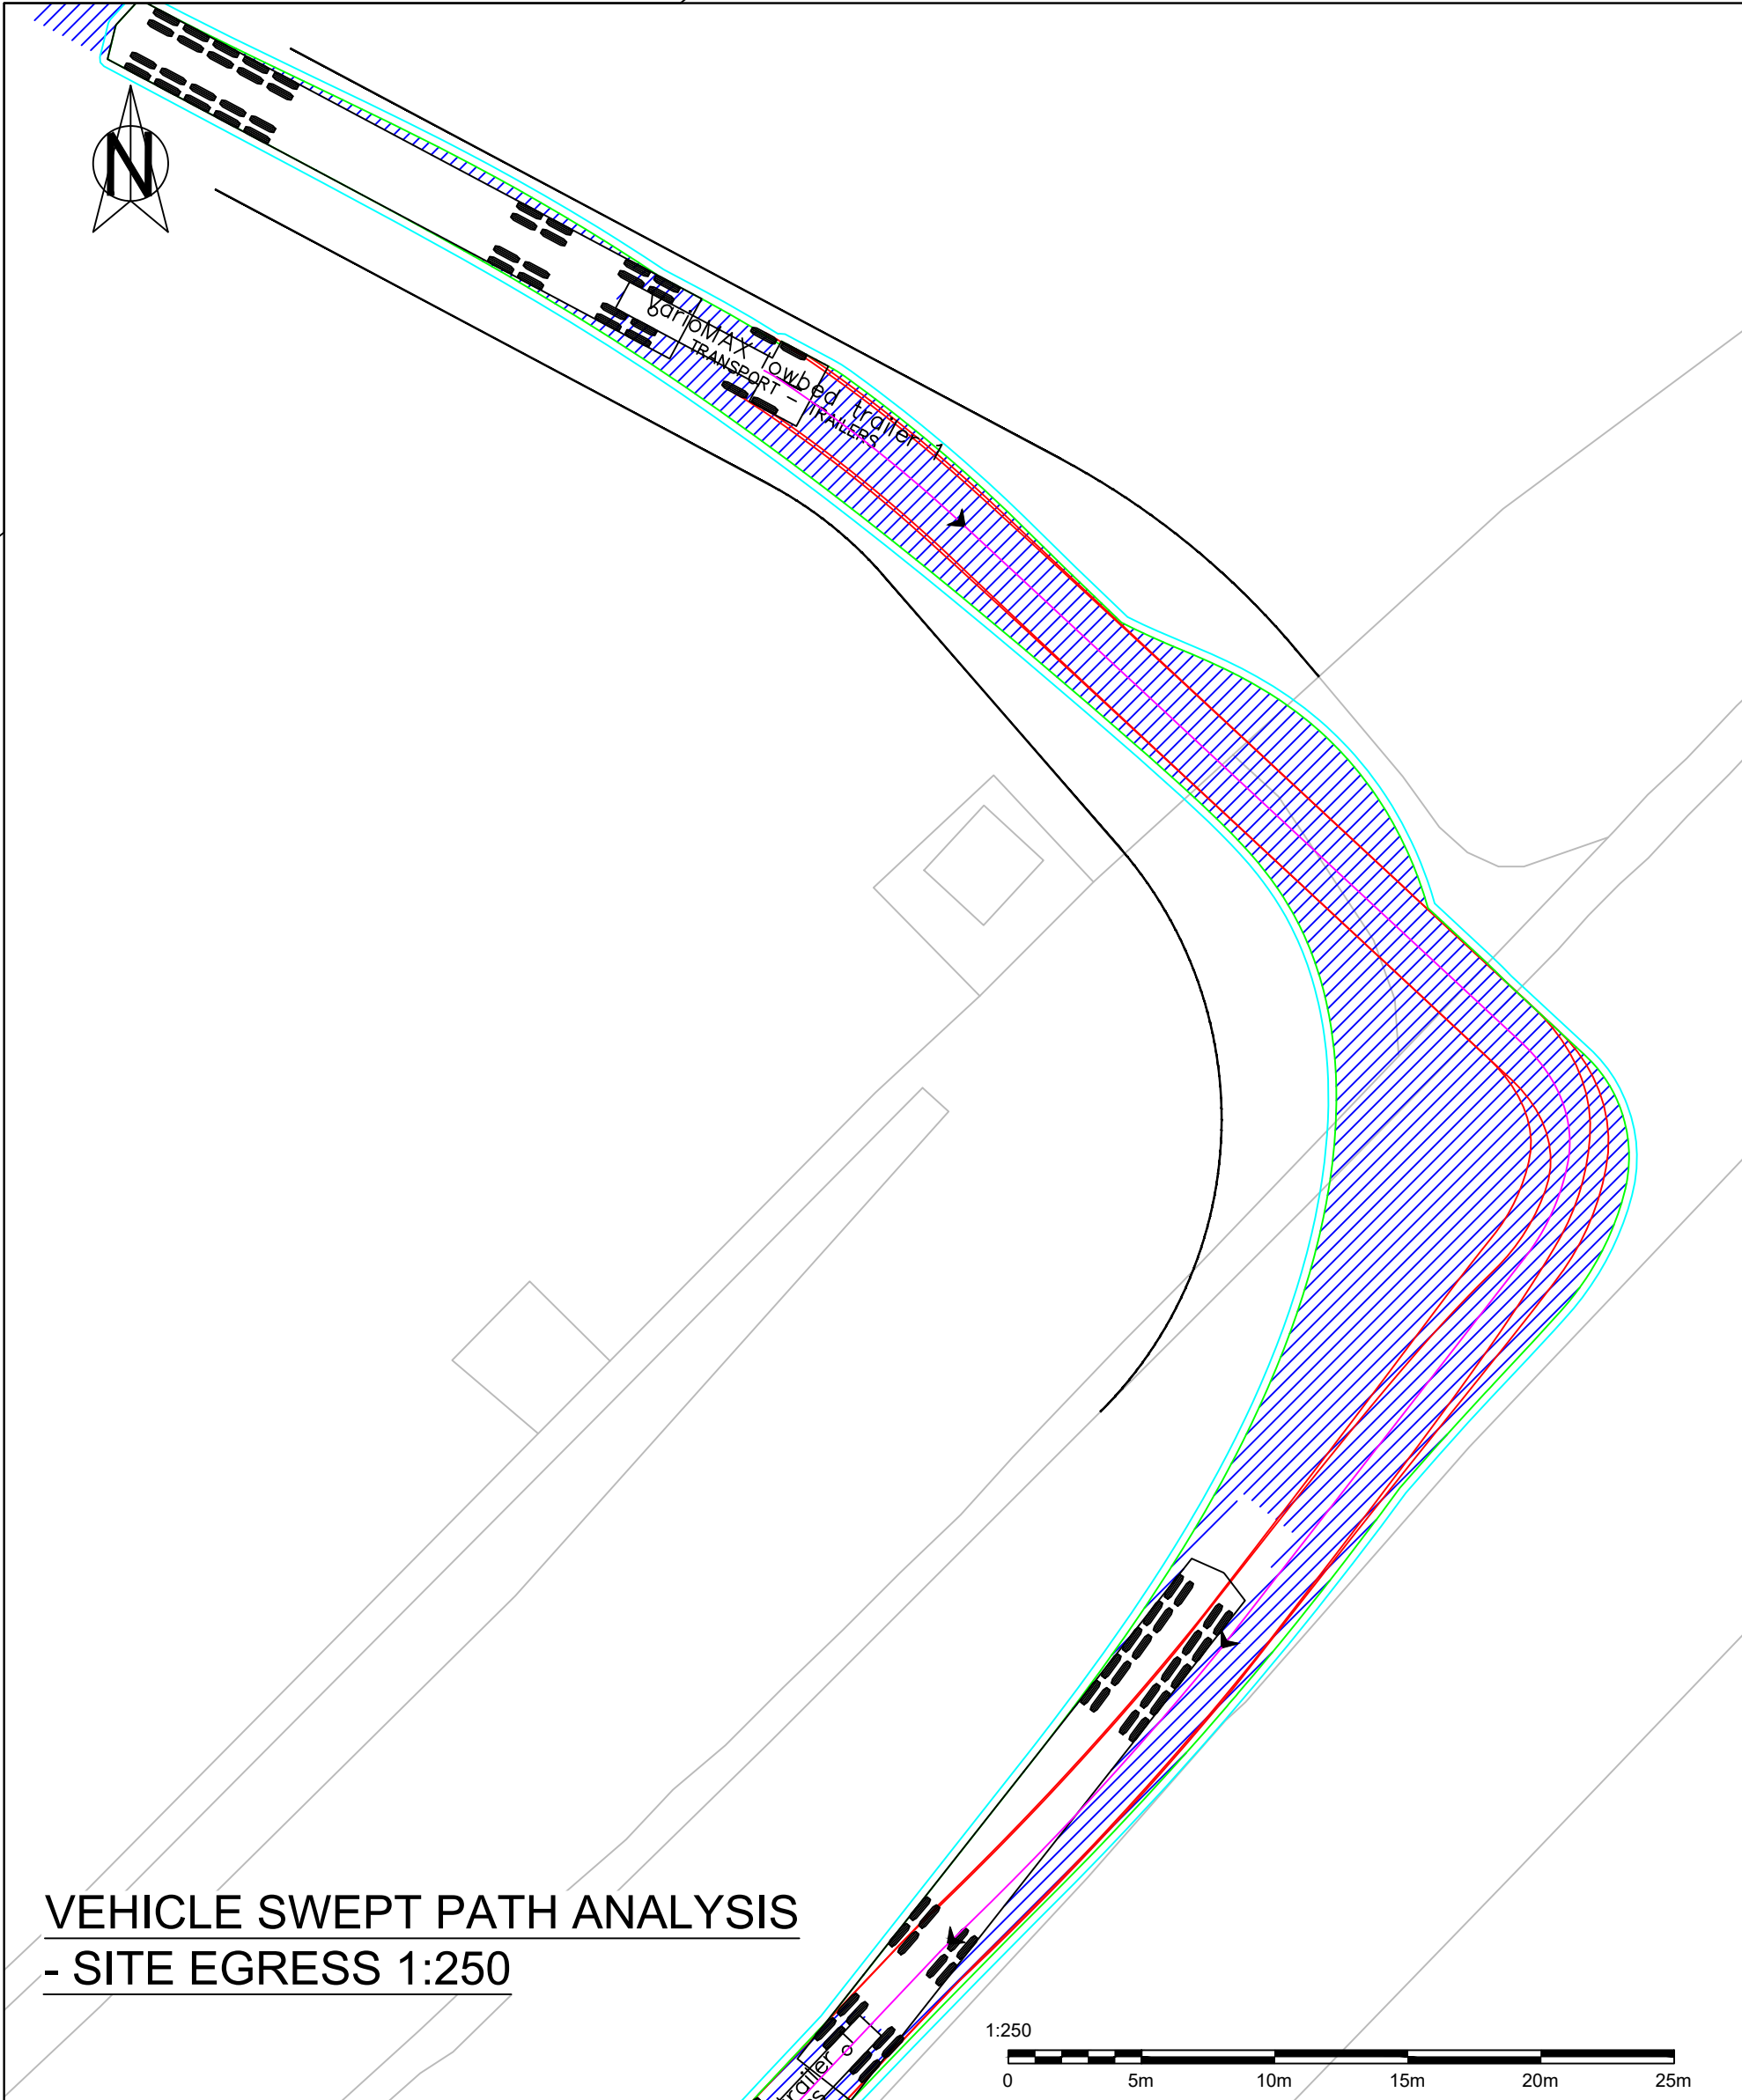 N
varioMAX lowbed trailer 1
TRANSPORT - TRAILERS
VEHICLE SWEPT PATH ANALYSIS
- SITE EGRESS 1:250
trailer
1:250
0 5m 10m 15m 20m 25m